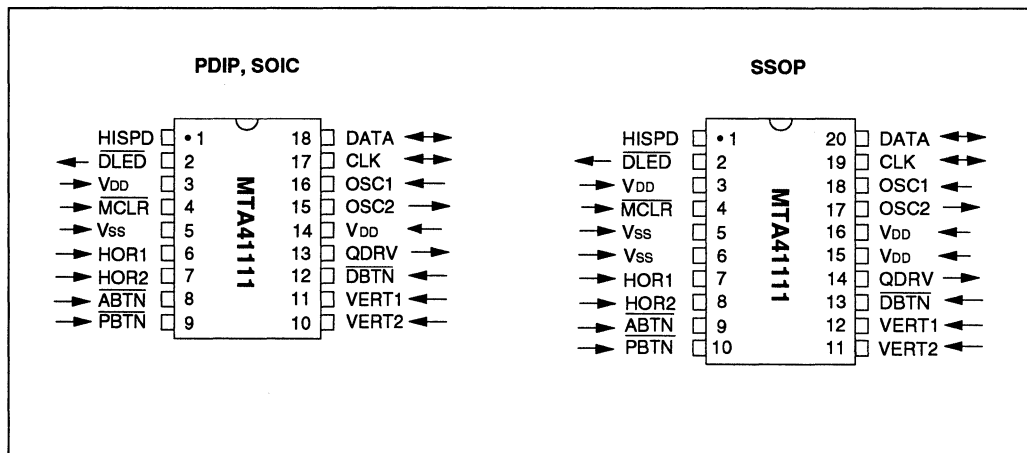 PDIP, SOIC
HISPD 1 18 DATA
DLED 2 17 CLK
VDD 3 16 OSC1
MCLR 4 15 OSC2
VSS 5 14 VDD
HOR1 6 13 QDRV
HOR2 7 12 DBTN
ABTN 8 11 VERT1
PBTN 9 10 VERT2
MTA41111
SSOP
HISPD 1 20 DATA
DLED 2 19 CLK
VDD 3 18 OSC1
MCLR 4 17 OSC2
VSS 5 16 VDD
VSS 6 15 VDD
HOR1 7 14 QDRV
HOR2 8 13 DBTN
ABTN 9 12 VERT1
PBTN 10 11 VERT2
MTA41111